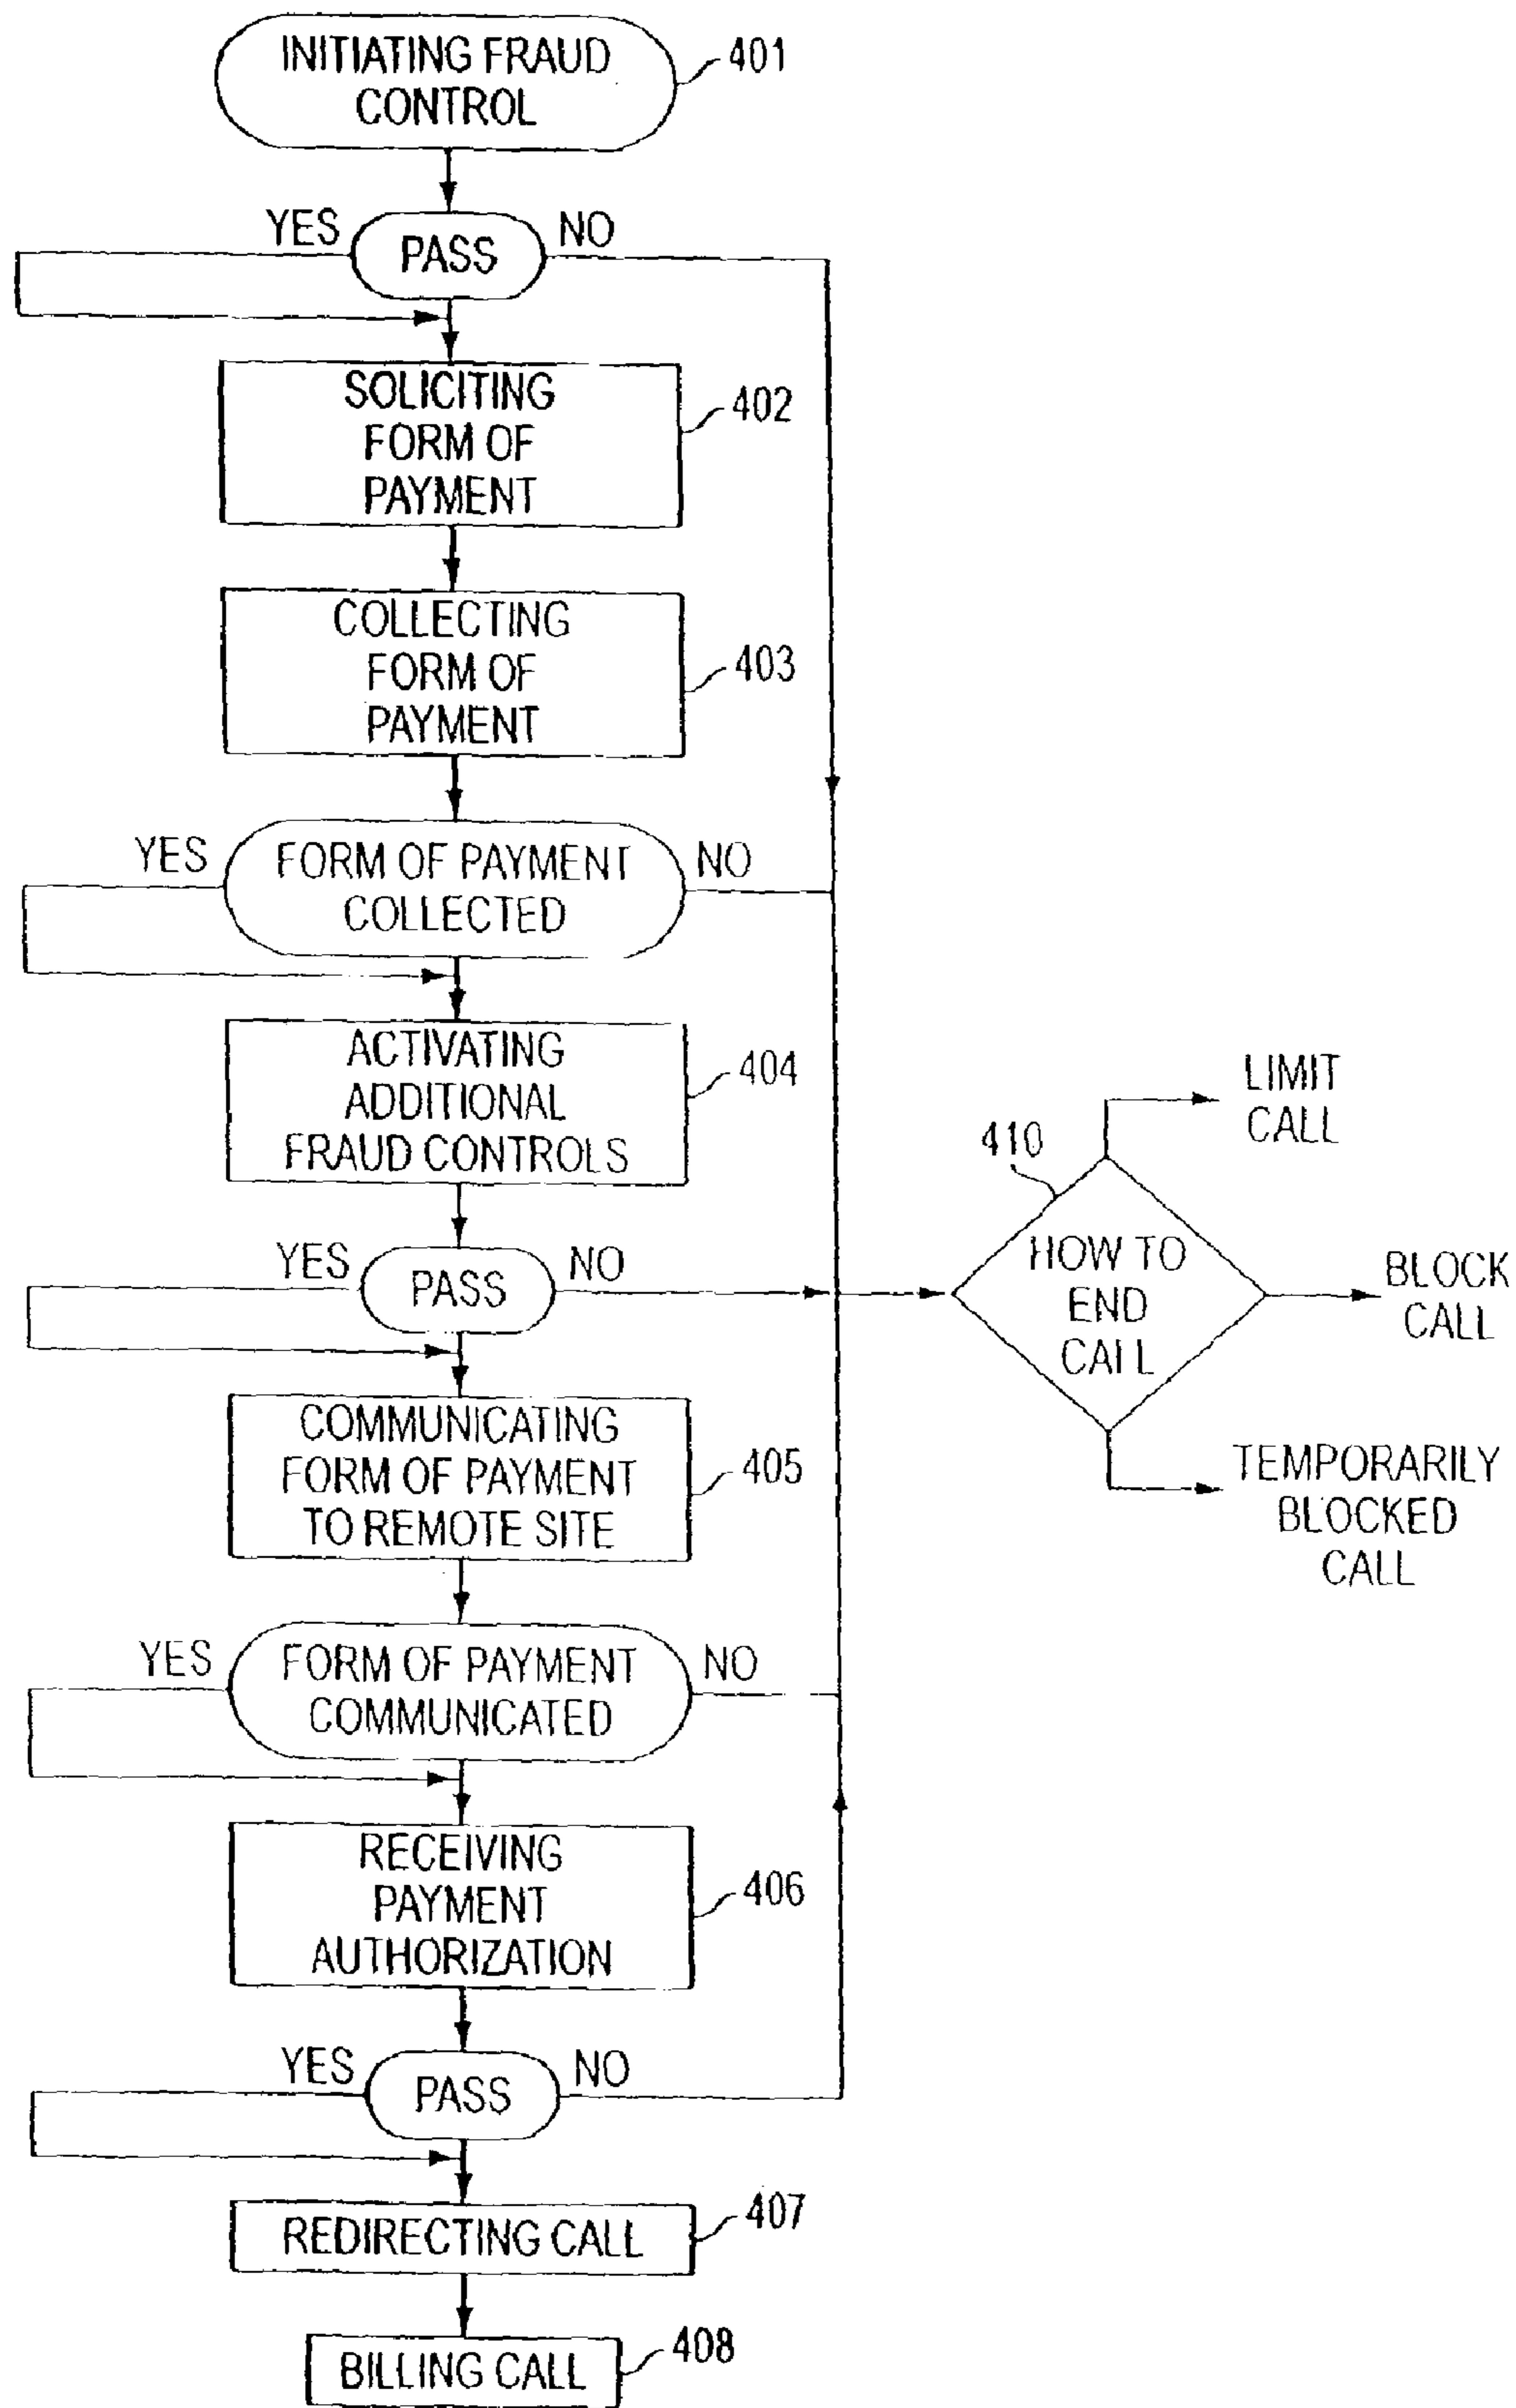 INITIATING FRAUD
CONTROL
401
YES
PASS
NO
SOLICITING
FORM OF
PAYMENT
402
COLLECTING
FORM OF
PAYMENT
403
YES
FORM OF PAYMENT
COLLECTED
NO
ACTIVATING
ADDITIONAL
FRAUD CONTROLS
404
YES
PASS
NO
410
HOW TO
END
CALL
LIMIT
CALL
BLOCK
CALL
TEMPORARILY
BLOCKED
CALL
COMMUNICATING
FORM OF PAYMENT
TO REMOTE SITE
405
YES
FORM OF PAYMENT
COMMUNICATED
NO
RECEIVING
PAYMENT
AUTHORIZATION
406
YES
PASS
NO
REDIRECTING CALL
407
BILLING CALL
408